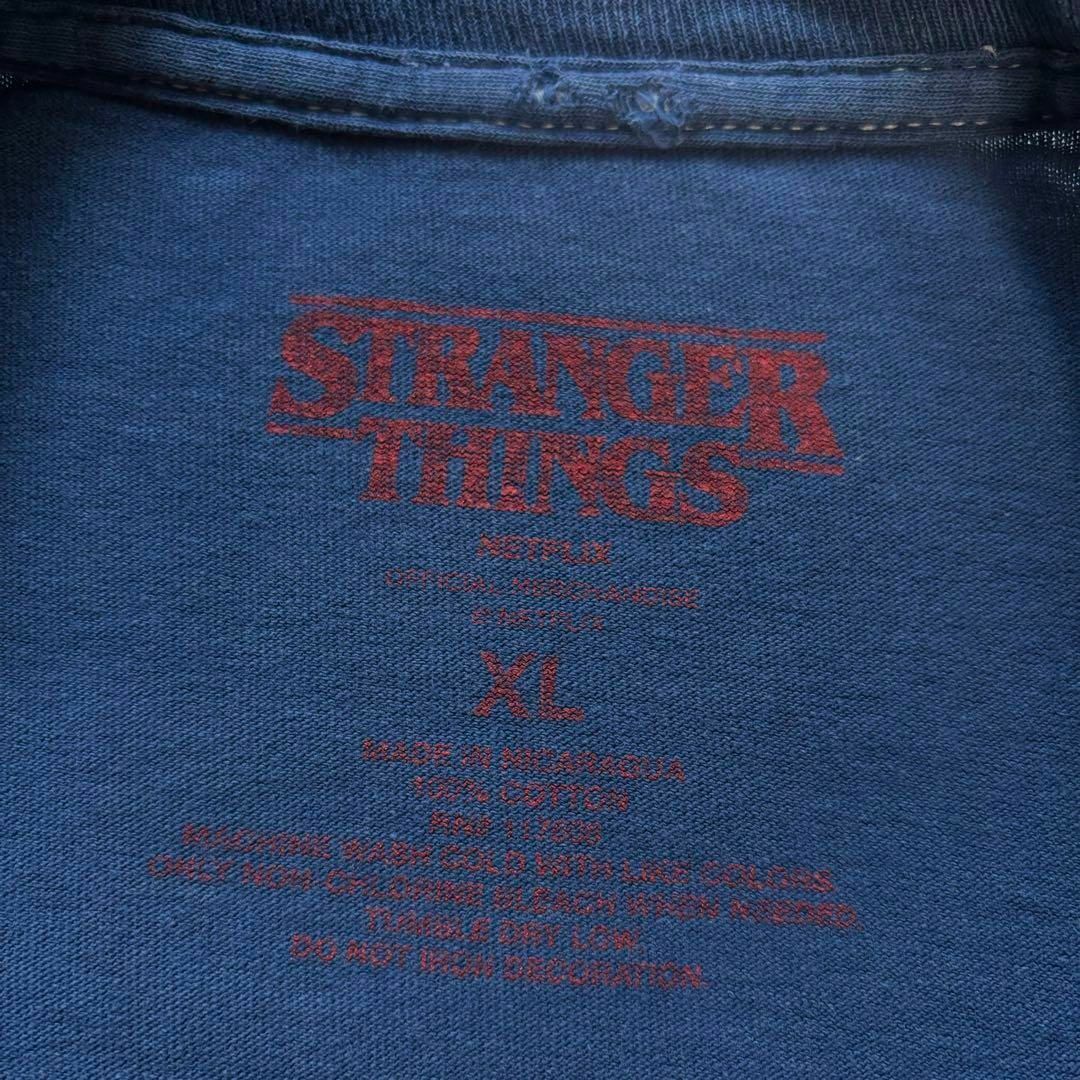 STRANGER
THINGS
NETFLIX
OFFICIAL MERCHANDISE
© NETFLIX
XL
MADE IN NICARAGUA
100% COTTON
RN#
MACHINE WASH COLD WITH LIKE COLORS.
ONLY NON-CHLORINE BLEACH WHEN NEEDED.
TUMBLE DRY LOW.
DO NOT IRON DECORATION.